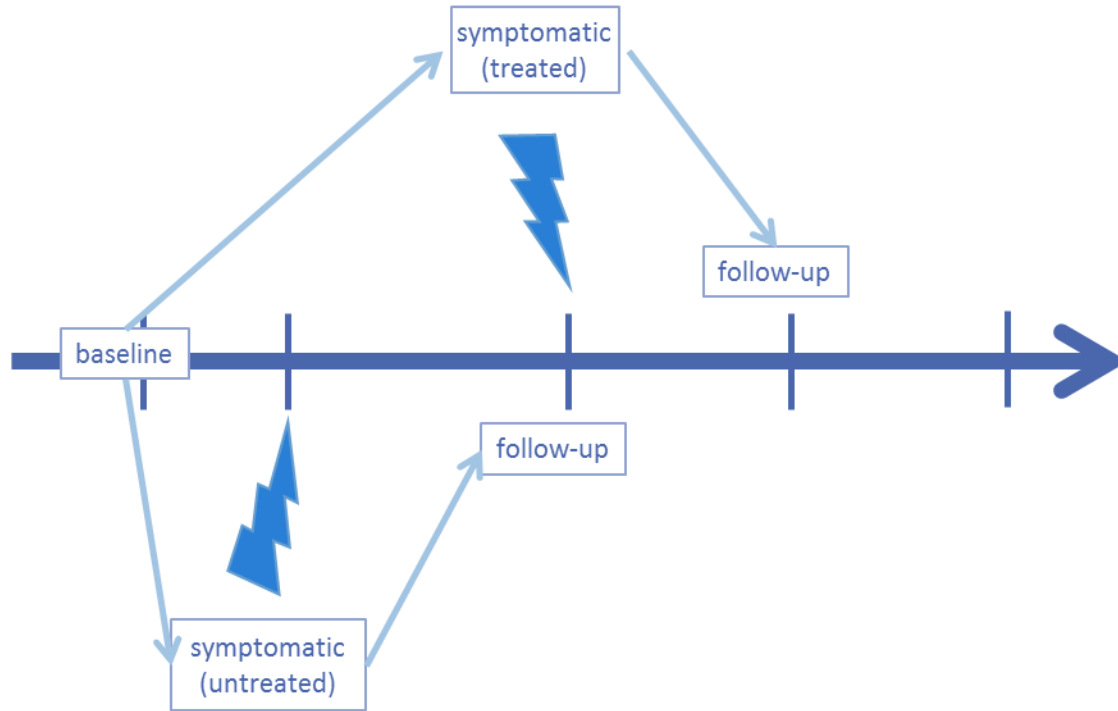 symptomatic
(treated)
follow-up
baseline
follow-up
symptomatic
(untreated)